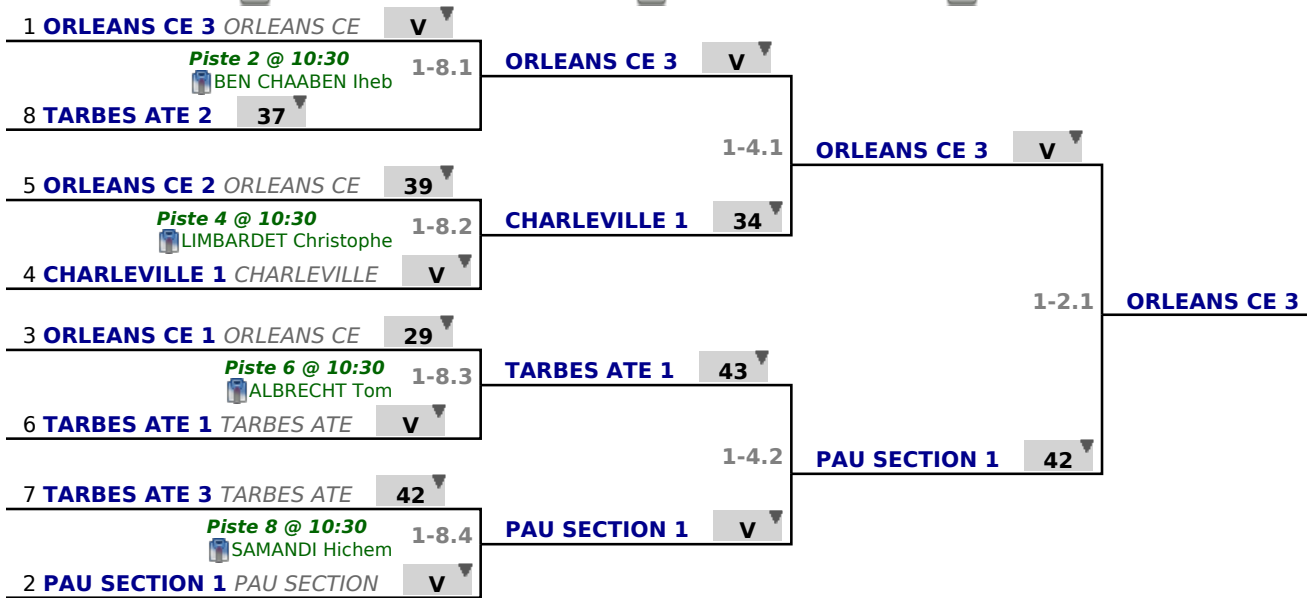 1 ORLEANS CE 3 ORLEANS CE V
Piste 2 @ 10:30
BEN CHAABEN Iheb
1-8.1
8 TARBES ATE 2 37
5 ORLEANS CE 2 ORLEANS CE 39
Piste 4 @ 10:30
LIMBARDET Christophe
1-8.2
4 CHARLEVILLE 1 CHARLEVILLE V
3 ORLEANS CE 1 ORLEANS CE 29
Piste 6 @ 10:30
ALBRECHT Tom
1-8.3
6 TARBES ATE 1 TARBES ATE V
7 TARBES ATE 3 TARBES ATE 42
Piste 8 @ 10:30
SAMANDI Hichem
1-8.4
2 PAU SECTION 1 PAU SECTION V
ORLEANS CE 3 V
1-4.1
CHARLEVILLE 1 34
TARBES ATE 1 43
1-4.2
PAU SECTION 1 V
ORLEANS CE 3 V
1-2.1
PAU SECTION 1 42
ORLEANS CE 3